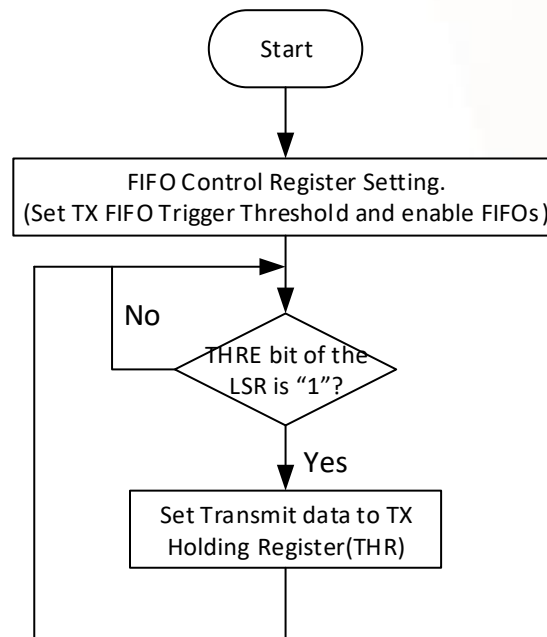 Start
FIFO Control Register Setting.
(Set TX FIFO Trigger Threshold and enable FIFOs)
No
THRE bit of the
LSR is “1”?
Yes
Set Transmit data to TX
Holding Register(THR)